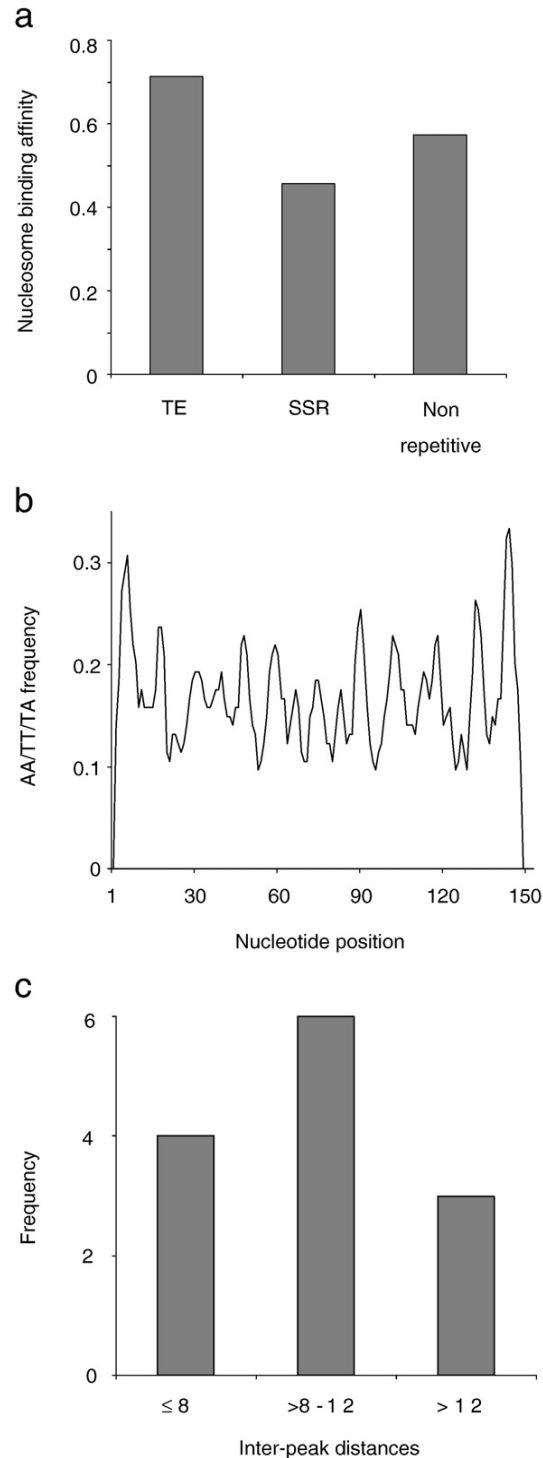 a
Nucleosome binding affinity
0.8
0.6
0.4
0.2
0
TE
SSR
Non
repetitive
b
AA/TT/TA frequency
0.3
0.2
0.1
0
1
30
60
90
120
150
Nucleotide position
c
Frequency
6
4
2
0
≤ 8
>8 - 1 2
> 1 2
Inter-peak distances